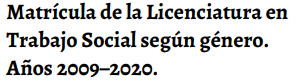 Matrícula de la Licenciatura en
Trabajo Social según género.
Años 2009–2020.